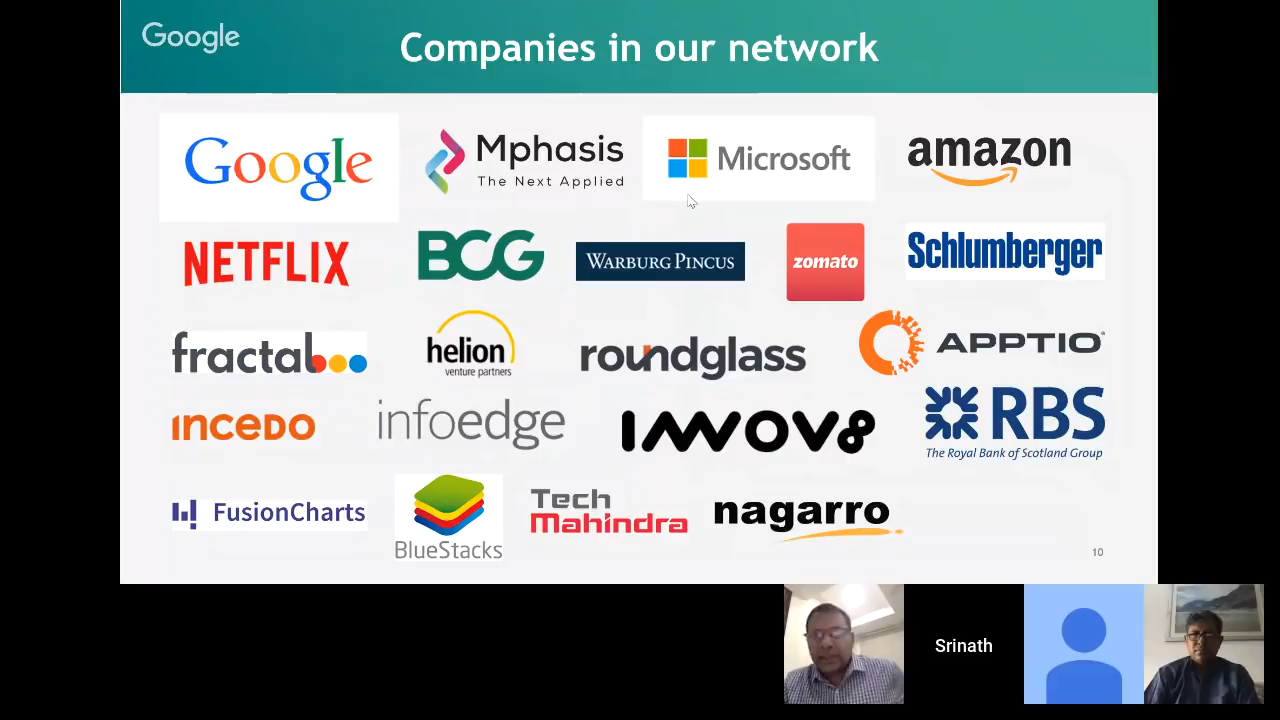 Google
Companies in our network
Google
Mphasis
The Next Applied
Microsoft
amazon
NETFLIX
BCG
WARBURG PINCUS
zomato
Schlumberger
fractal
helion
venture partners
roundglass
APPTIO
INCEDO
infoedge
INNOV8
RBS
The Royal Bank of Scotland Group
FusionCharts
BlueStacks
Tech
Mahindra
nagarro
10
Srinath